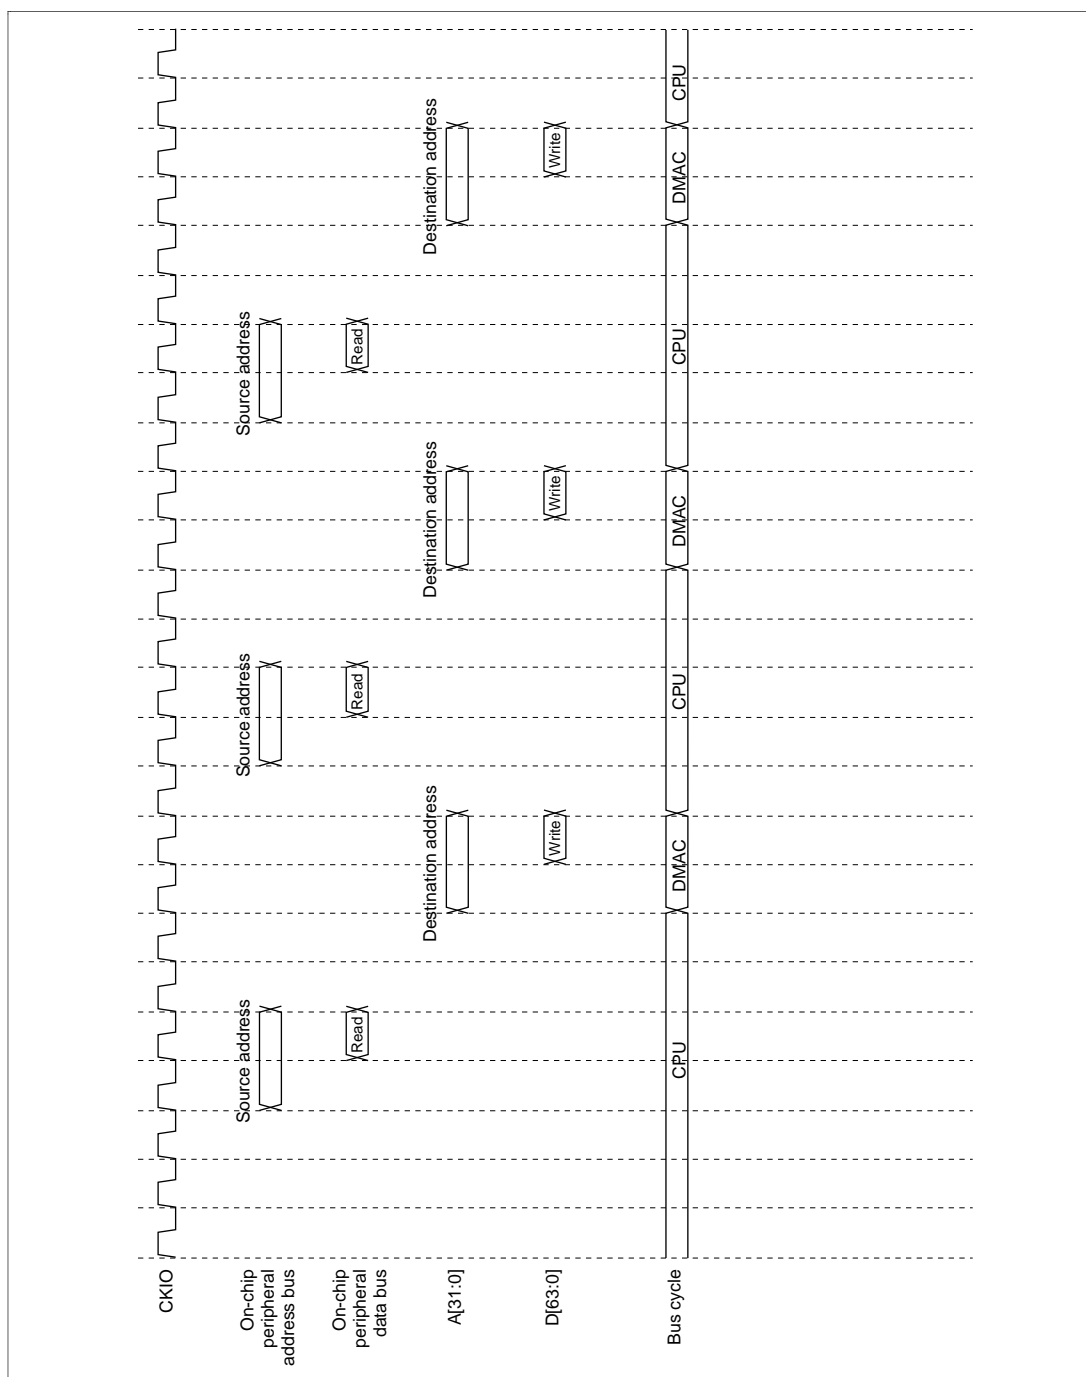 CKIO
On-chip
peripheral
address bus
Source address
Source address
Source address
On-chip
peripheral
data bus
Read
Read
Read
A[31:0]
Destination address
Destination address
Destination address
D[63:0]
Write
Write
Write
Bus cycle
CPU
DMAC
CPU
DMAC
CPU
DMAC
CPU